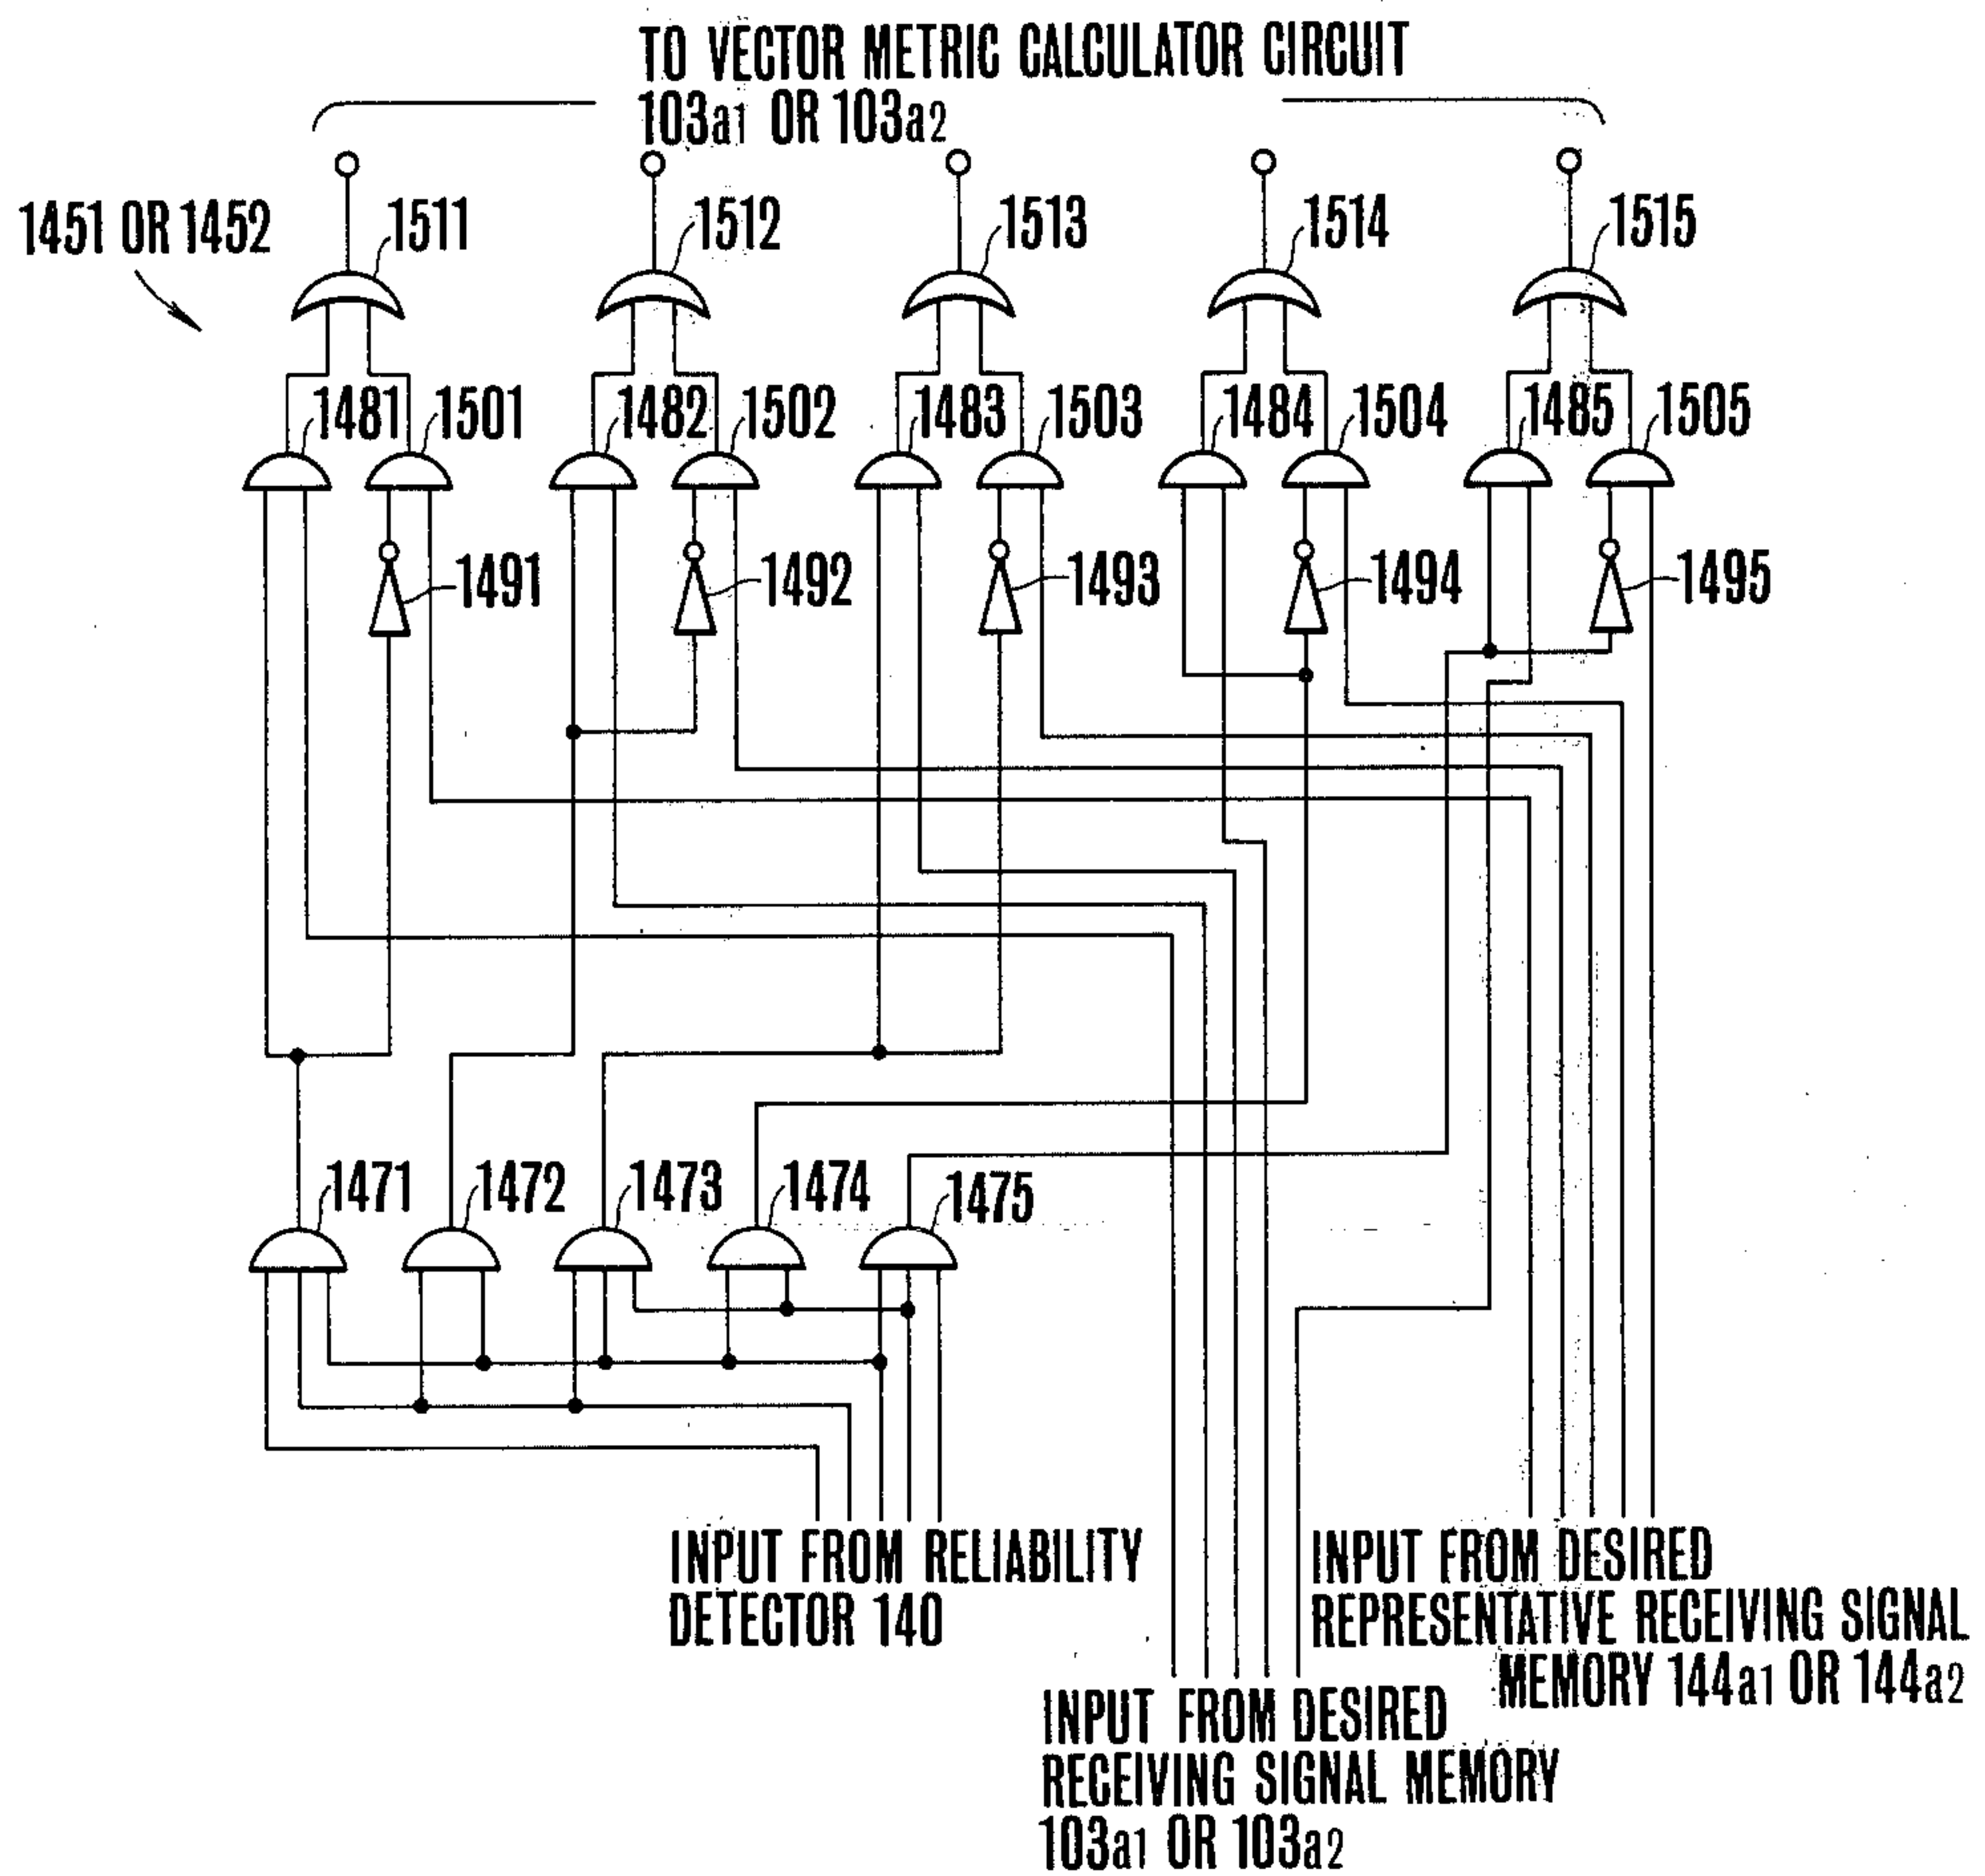 TO VECTOR METRIC CALCULATOR CIRCUIT
103a1 OR 103a2
1451 OR 1452
1511
1512
1513
1514
1515
1481
1501
1482
1502
1483
1503
1484
1504
1485
1505
1491
1492
1493
1494
1495
1471
1472
1473
1474
1475
INPUT FROM RELIABILITY
DETECTOR 140
INPUT FROM DESIRED
REPRESENTATIVE RECEIVING SIGNAL
MEMORY 144a1 OR 144a2
INPUT FROM DESIRED
RECEIVING SIGNAL MEMORY
103a1 OR 103a2